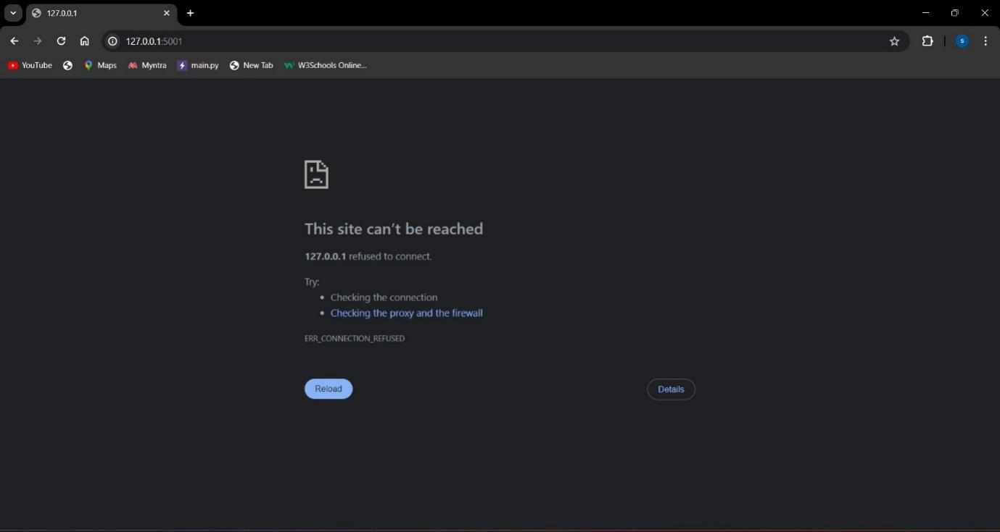 127.0.0.1
127.0.0.1:5001
S
YouTube Maps Myntra main.py New Tab W3Schools Online...
This site can't be reached
127.0.0.1 refused to connect.
Try:
Checking the connection
Checking the proxy and the firewall
ERR_CONNECTION_REFUSED
Reload Details